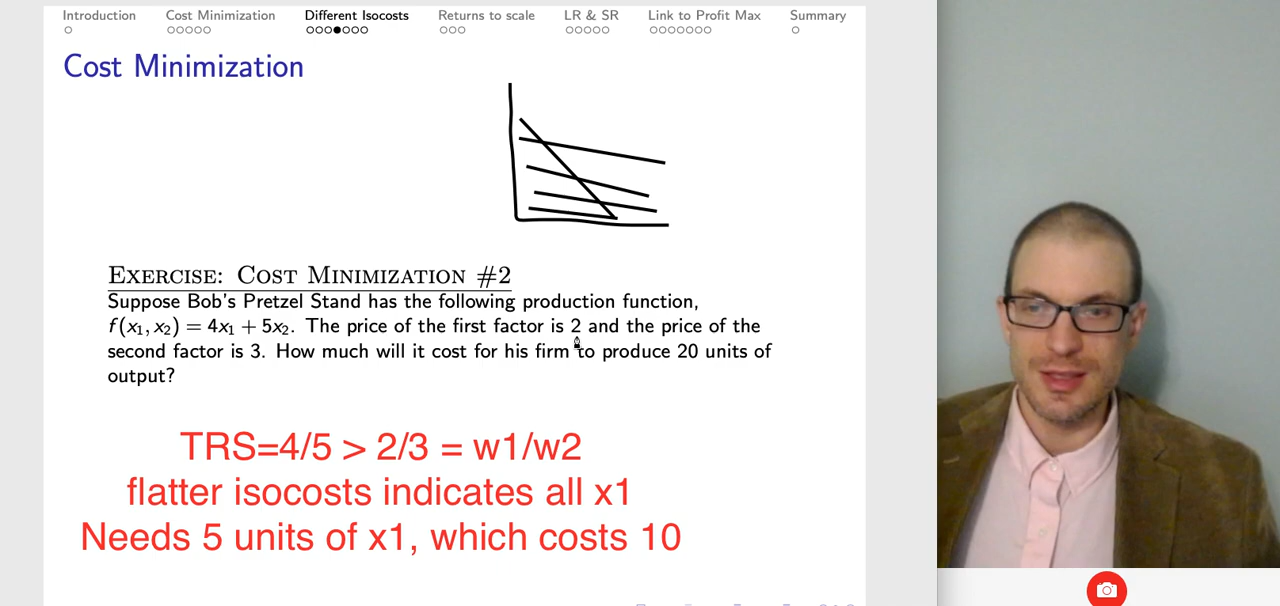 Introduction Cost Minimization Different Isocosts Returns to scale LR & SR Link to Profit Max Summary
Cost Minimization
EXERCISE: COST MINIMIZATION #2
Suppose Bob's Pretzel Stand has the following production function,
f(x₁, x₂) = 4x₁ + 5x₂. The price of the first factor is 2 and the price of the
second factor is 3. How much will it cost for his firm to produce 20 units of
output?
TRS=4/5 > 2/3 = w1/w2
flatter isocosts indicates all x1
Needs 5 units of x1, which costs 10